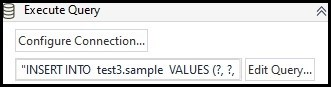 Execute Query
Configure Connection...
"INSERT INTO  test3.sample  VALUES (?, ?,
Edit Query...